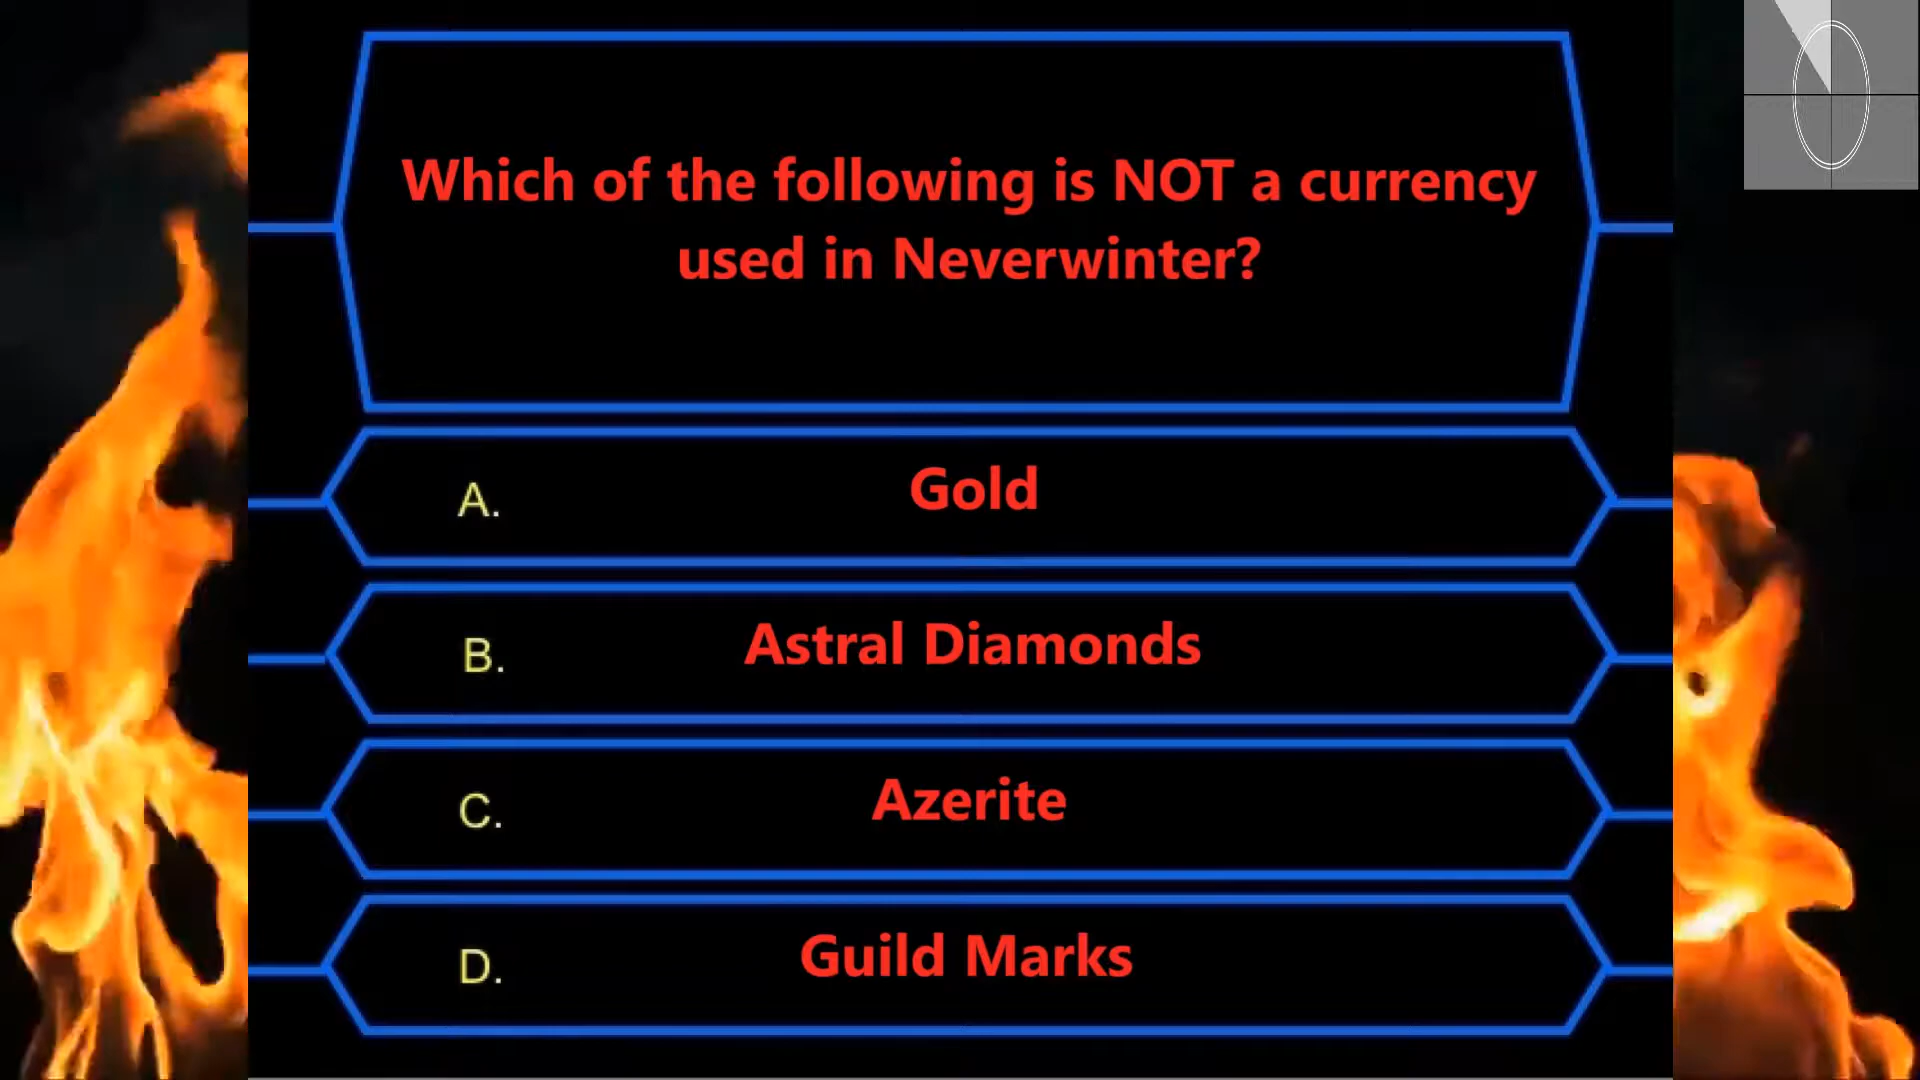 Which of the following is NOT a currency
used in Neverwinter?
A. Gold
B. Astral Diamonds
C. Azerite
D. Guild Marks